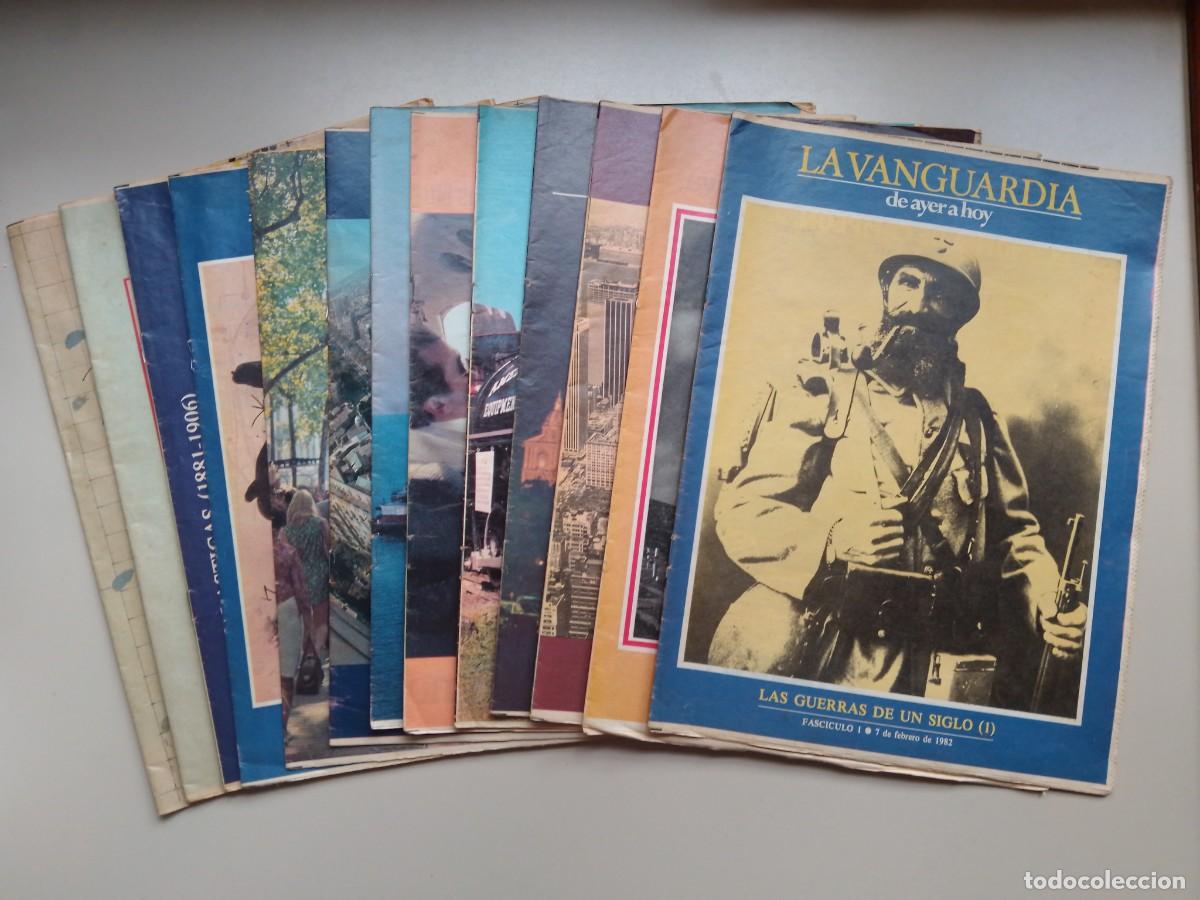 LA VANGUARDIA
de ayer a hoy
LAS GUERRAS DE UN SIGLO (1)
FASCICULO 1 ● 7 de febrero de 1982
(1881-1906)
EQUIPMEN
todocoleccion